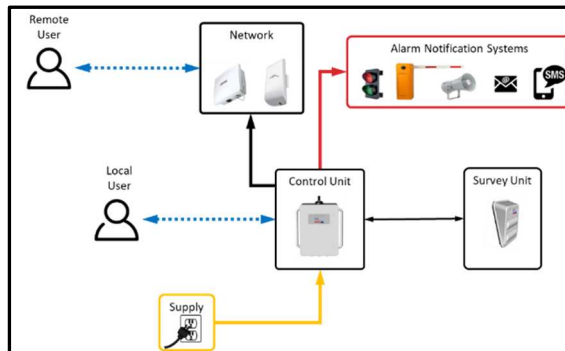 Remote
User
Network
Alarm Notification Systems
SMS
Local
User
Control Unit
Survey Unit
Supply